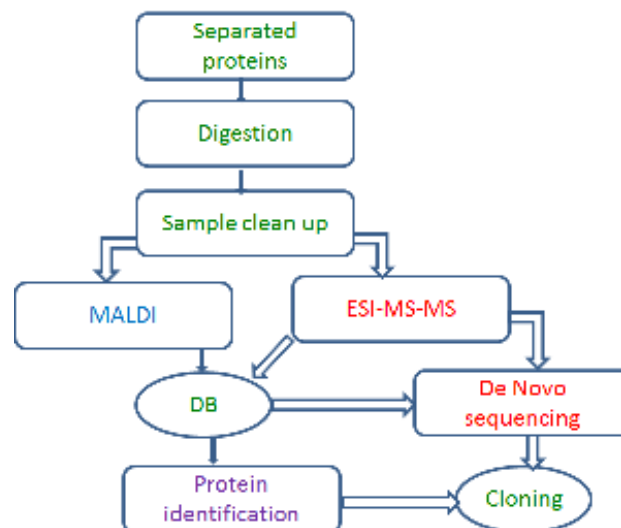 Separated
proteins
Digestion
Sample clean up
MALDI
ESI-MS-MS
DB
De Novo
sequencing
Protein
identification
Cloning